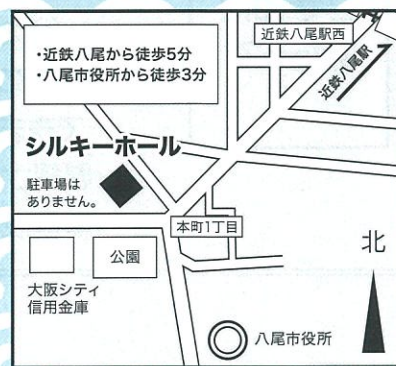 ・近鉄八尾から徒歩5分
・八尾市役所から徒歩3分
近鉄八尾駅西
近鉄八尾駅
シルキーホール
駐車場は
ありません。
本町1丁目
公園
大阪シティ
信用金庫
北
八尾市役所